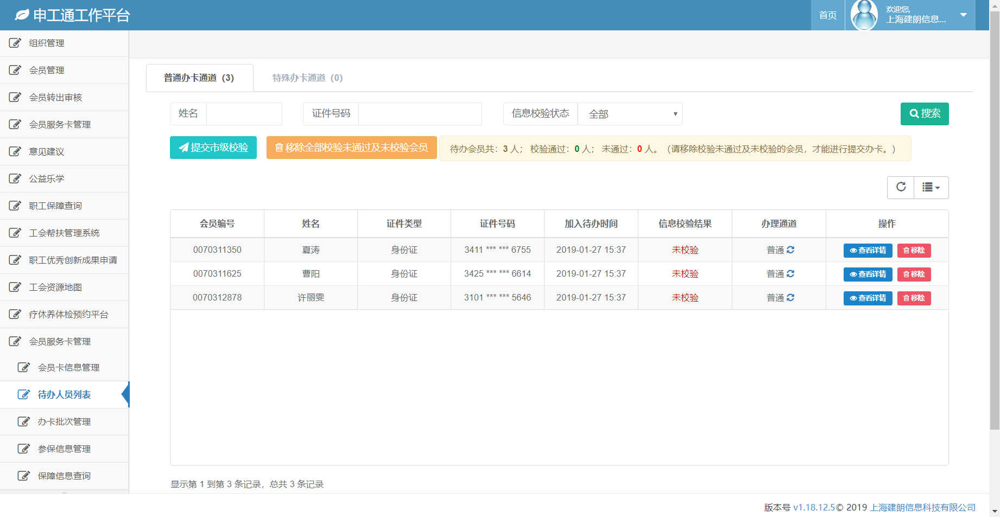 申工通工作平台
首页
欢迎您,
上海建朗信息...
组织管理
会员管理
会员转出审核
会员服务卡管理
意见建议
公益乐学
职工保障查询
工会帮扶管理系统
职工优秀创新成果申请
工会资源地图
疗休养体检预约平台
会员服务卡管理
会员卡信息管理
待办人员列表
办卡批次管理
参保信息管理
保障信息查询
普通办卡通道 (3)
特殊办卡通道 (0)
姓名
证件号码
信息校验状态 全部
搜索
提交市级校验
移除全部校验未通过及未校验会员
待办会员共：3 人； 校验通过：0 人； 未通过：0 人。（请移除校验未通过及未校验的会员，才能进行提交办卡。）
会员编号 姓名 证件类型 证件号码 加入待办时间 信息校验结果 办理通道 操作
0070311350 夏涛 身份证 3411 *** *** 6755 2019-01-27 15:37 未校验 普通 查看详情 移除
0070311625 曹阳 身份证 3425 *** *** 6614 2019-01-27 15:37 未校验 普通 查看详情 移除
0070312878 许丽雯 身份证 3101 *** *** 5646 2019-01-27 15:37 未校验 普通 查看详情 移除
显示第 1 到第 3 条记录，总共 3 条记录
版本号 v1.18.12.5© 2019 上海建朗信息科技有限公司